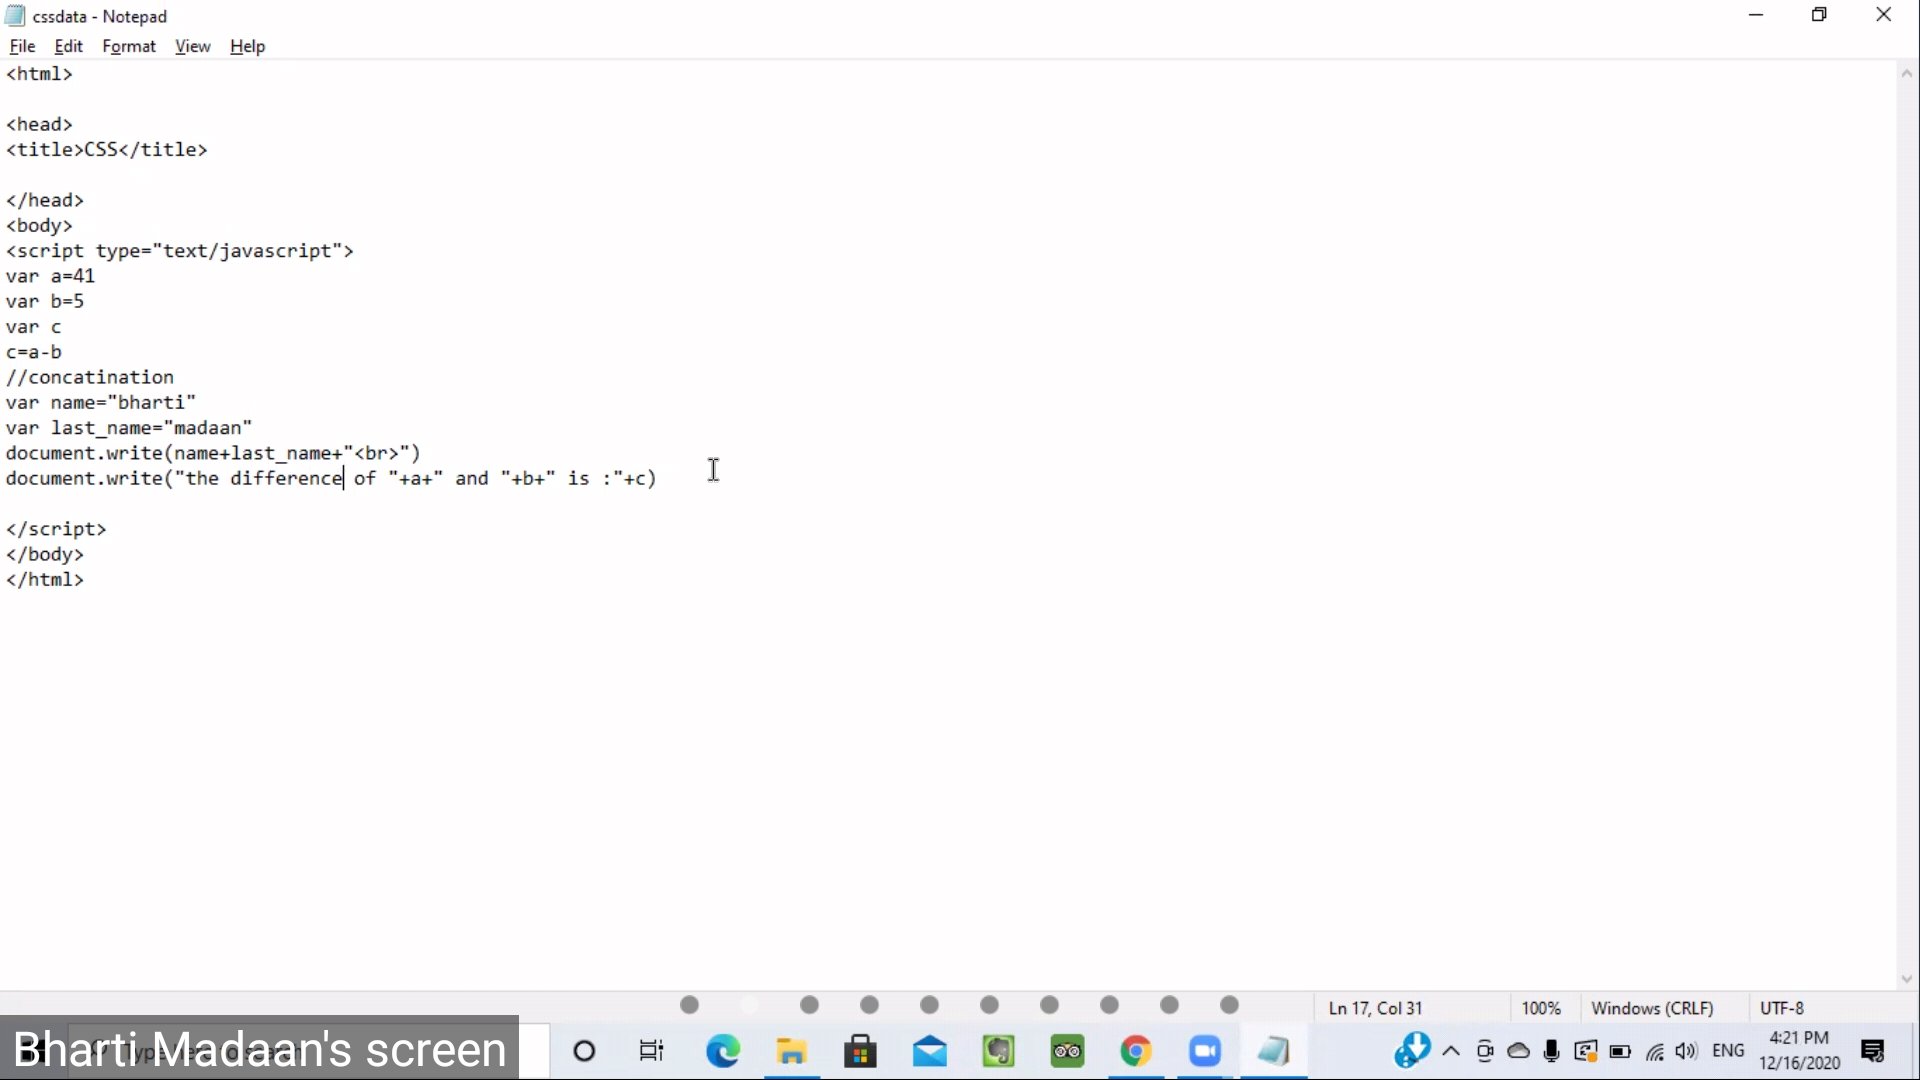 cssdata - Notepad
File Edit Format View Help
<html>
<head>
<title>CSS</title>
</head>
<body>
<script type="text/javascript">
var a=41
var b=5
var c
c=a-b
//concatination
var name="bharti"
var last_name="madaan"
document.write(name+last_name+"<br>")
document.write("the difference of "+a+" and "+b+" is :"+c)
</script>
</body>
</html>
Ln 17, Col 31 100% Windows (CRLF) UTF-8
Bharti Madaan's screen
ENG
4:21 PM
12/16/2020